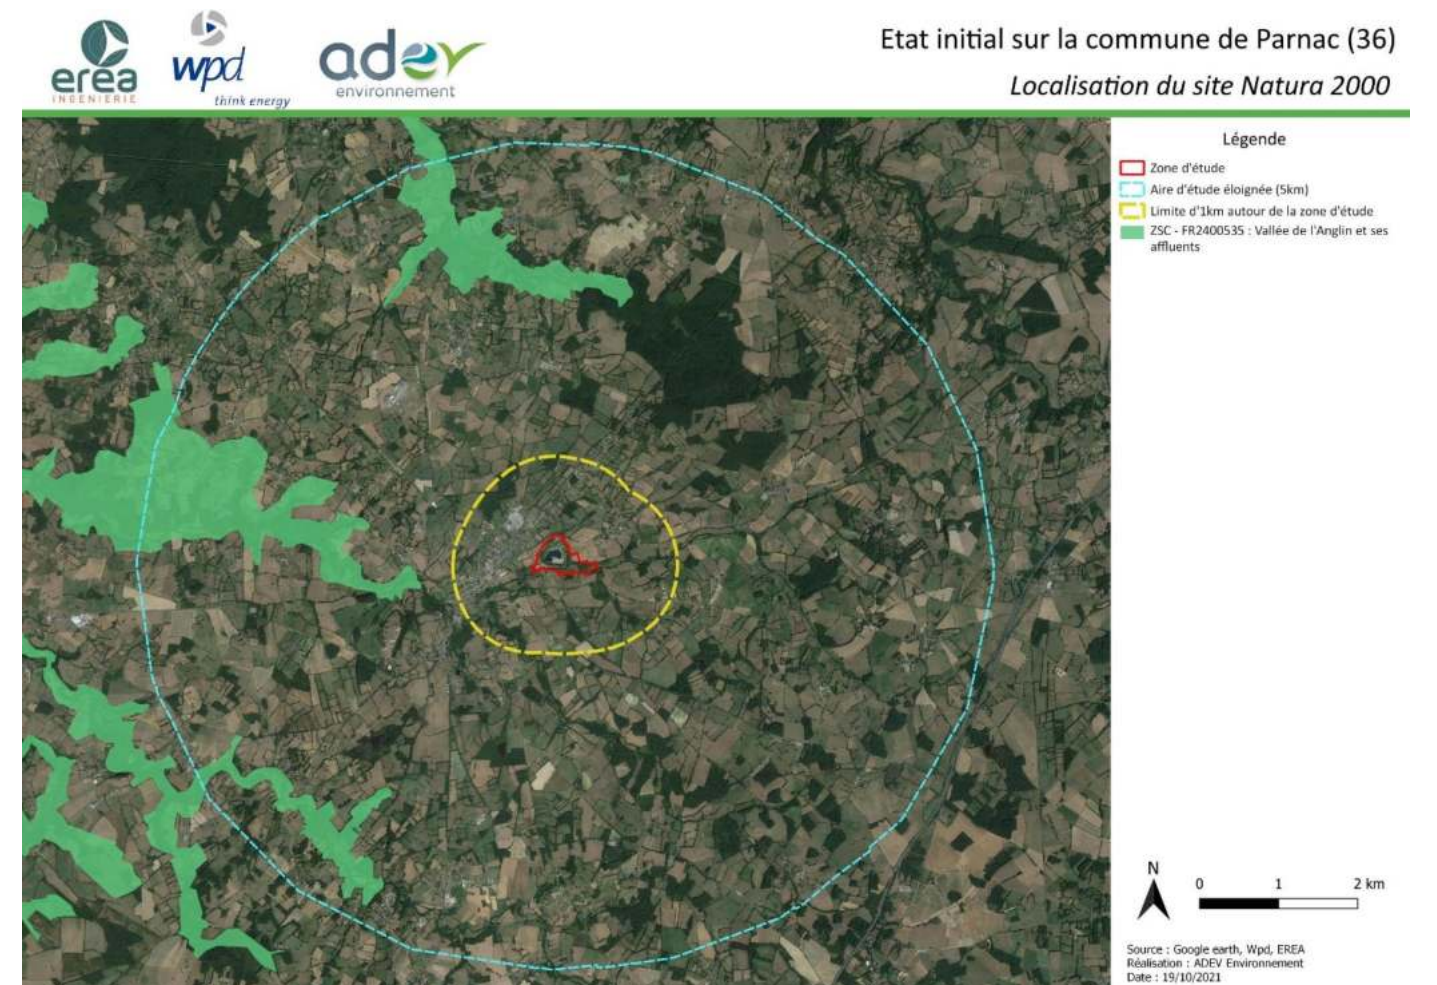 erea
INGENIERIE
wpd
think energy
adev
environnement
Etat initial sur la commune de Parnac (36)
Localisation du site Natura 2000
Légende
Zone d'étude
Aire d'étude éloignée (5km)
Limite d'1km autour de la zone d'étude
ZSC - FR2400535 : Vallée de l'Anglin et ses
affluents
N
0 1 2 km
Source : Google earth, Wpd, EREA
Réalisation : ADEV Environnement
Date : 19/10/2021